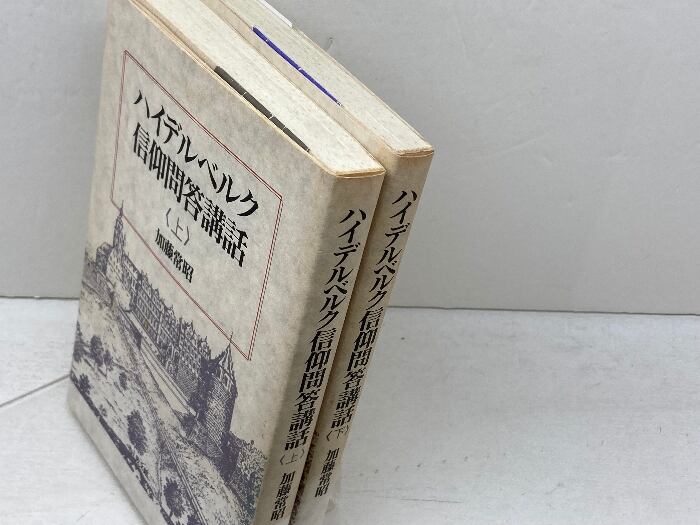 ハイデルベルク
信仰問答講話
〈上〉
加藤常昭
ハイデルベルク信仰問答講話〈上〉 加藤常昭
ハイデルベルク信仰問答講話〈下〉 加藤常昭